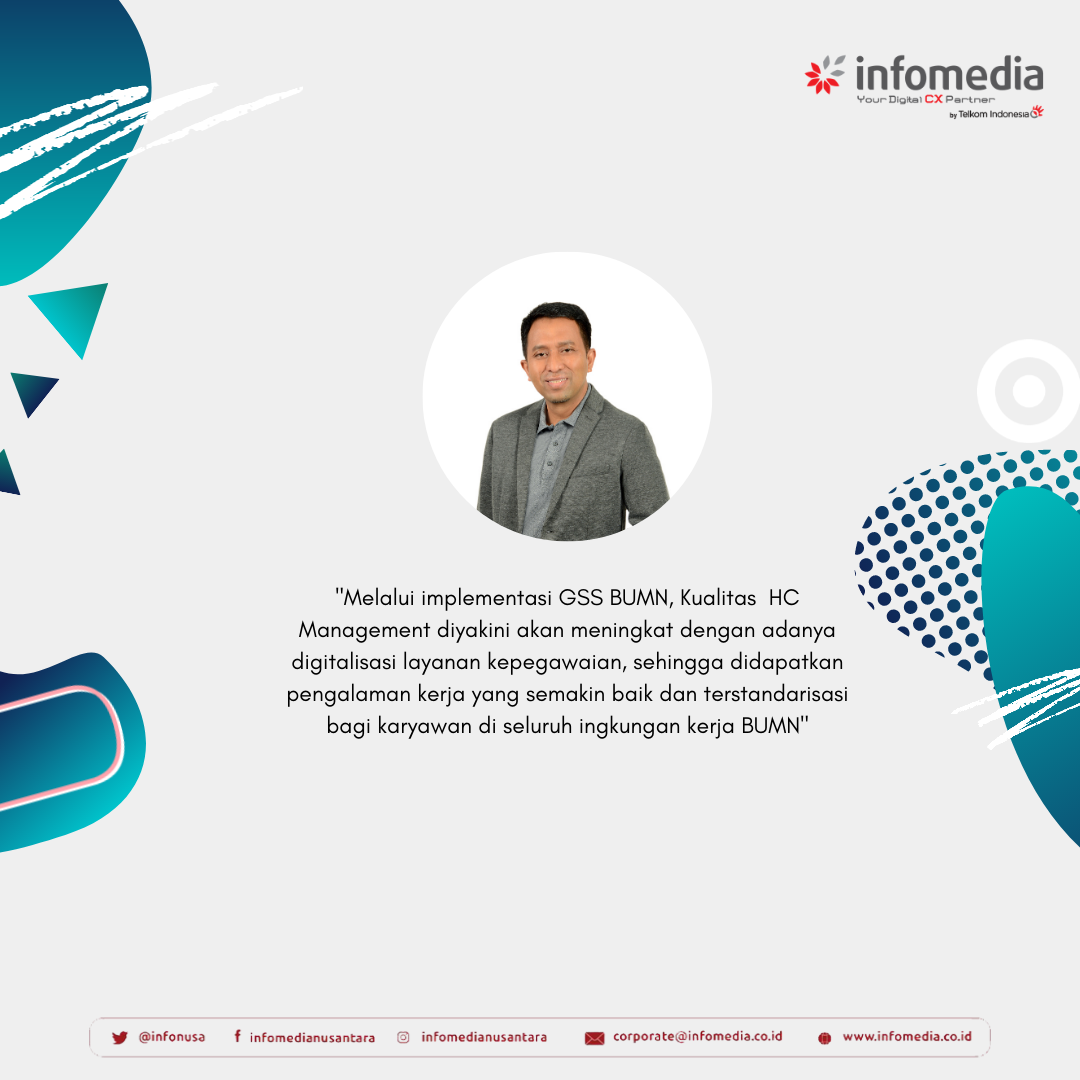 infomedia
Your Digital CX Partner
by Telkom Indonesia
"Melalui implementasi GSS BUMN, Kualitas  HC
Management diyakini akan meningkat dengan adanya
digitalisasi layanan kepegawaian, sehingga didapatkan
pengalaman kerja yang semakin baik dan terstandarisasi
bagi karyawan di seluruh ingkungan kerja BUMN"
@infonusa infomedianusantara infomedianusantara corporate@infomedia.co.id www.infomedia.co.id